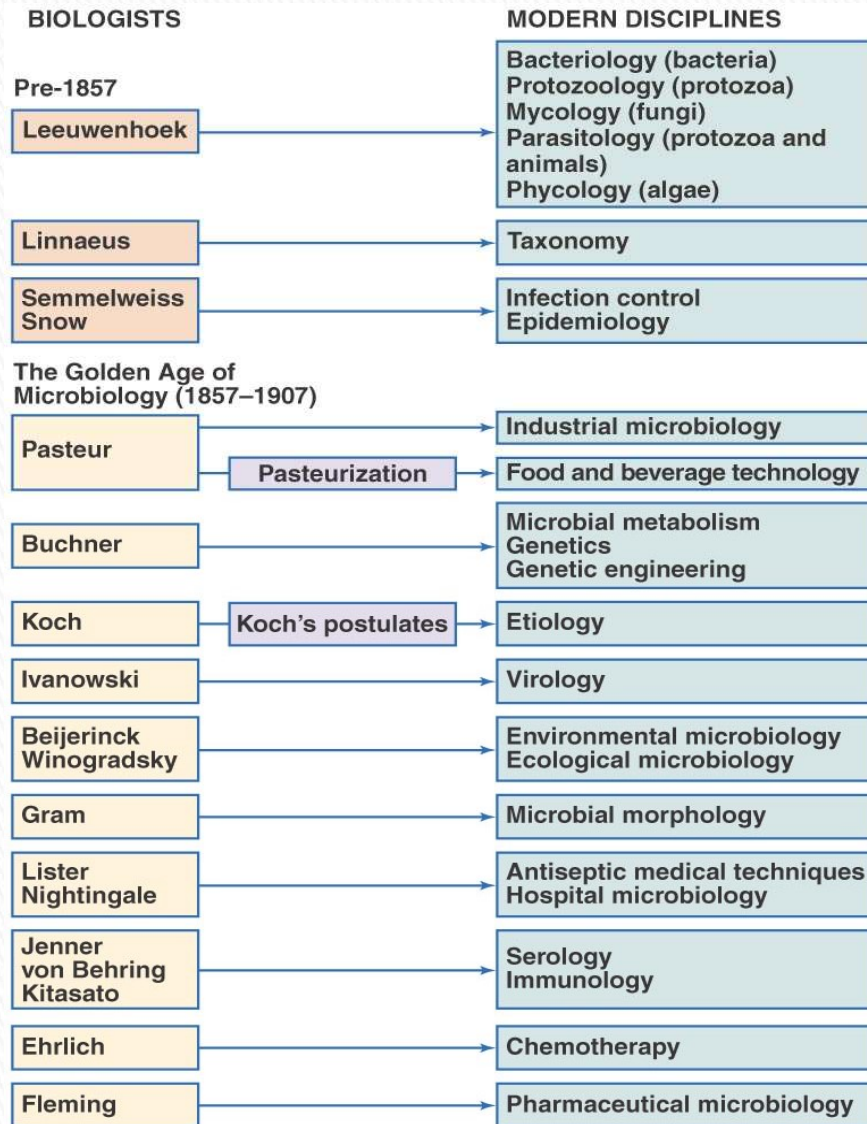 BIOLOGISTS
MODERN DISCIPLINES
Pre-1857
Leeuwenhoek
Bacteriology (bacteria)
Protozoology (protozoa)
Mycology (fungi)
Parasitology (protozoa and
animals)
Phycology (algae)
Linnaeus
Taxonomy
Semmelweiss
Snow
Infection control
Epidemiology
The Golden Age of
Microbiology (1857–1907)
Pasteur
Industrial microbiology
Pasteurization
Food and beverage technology
Buchner
Microbial metabolism
Genetics
Genetic engineering
Koch
Koch's postulates
Etiology
Ivanowski
Virology
Beijerinck
Winogradsky
Environmental microbiology
Ecological microbiology
Gram
Microbial morphology
Lister
Nightingale
Antiseptic medical techniques
Hospital microbiology
Jenner
von Behring
Kitasato
Serology
Immunology
Ehrlich
Chemotherapy
Fleming
Pharmaceutical microbiology